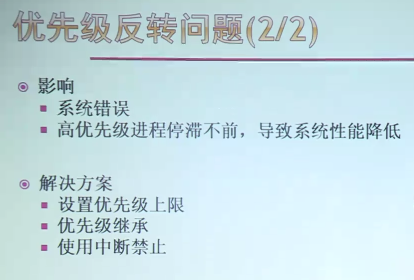 优先级反转问题(2/2)
影响
系统错误
高优先级进程停滞不前，导致系统性能降低
解决方案
设置优先级上限
优先级继承
使用中断禁止